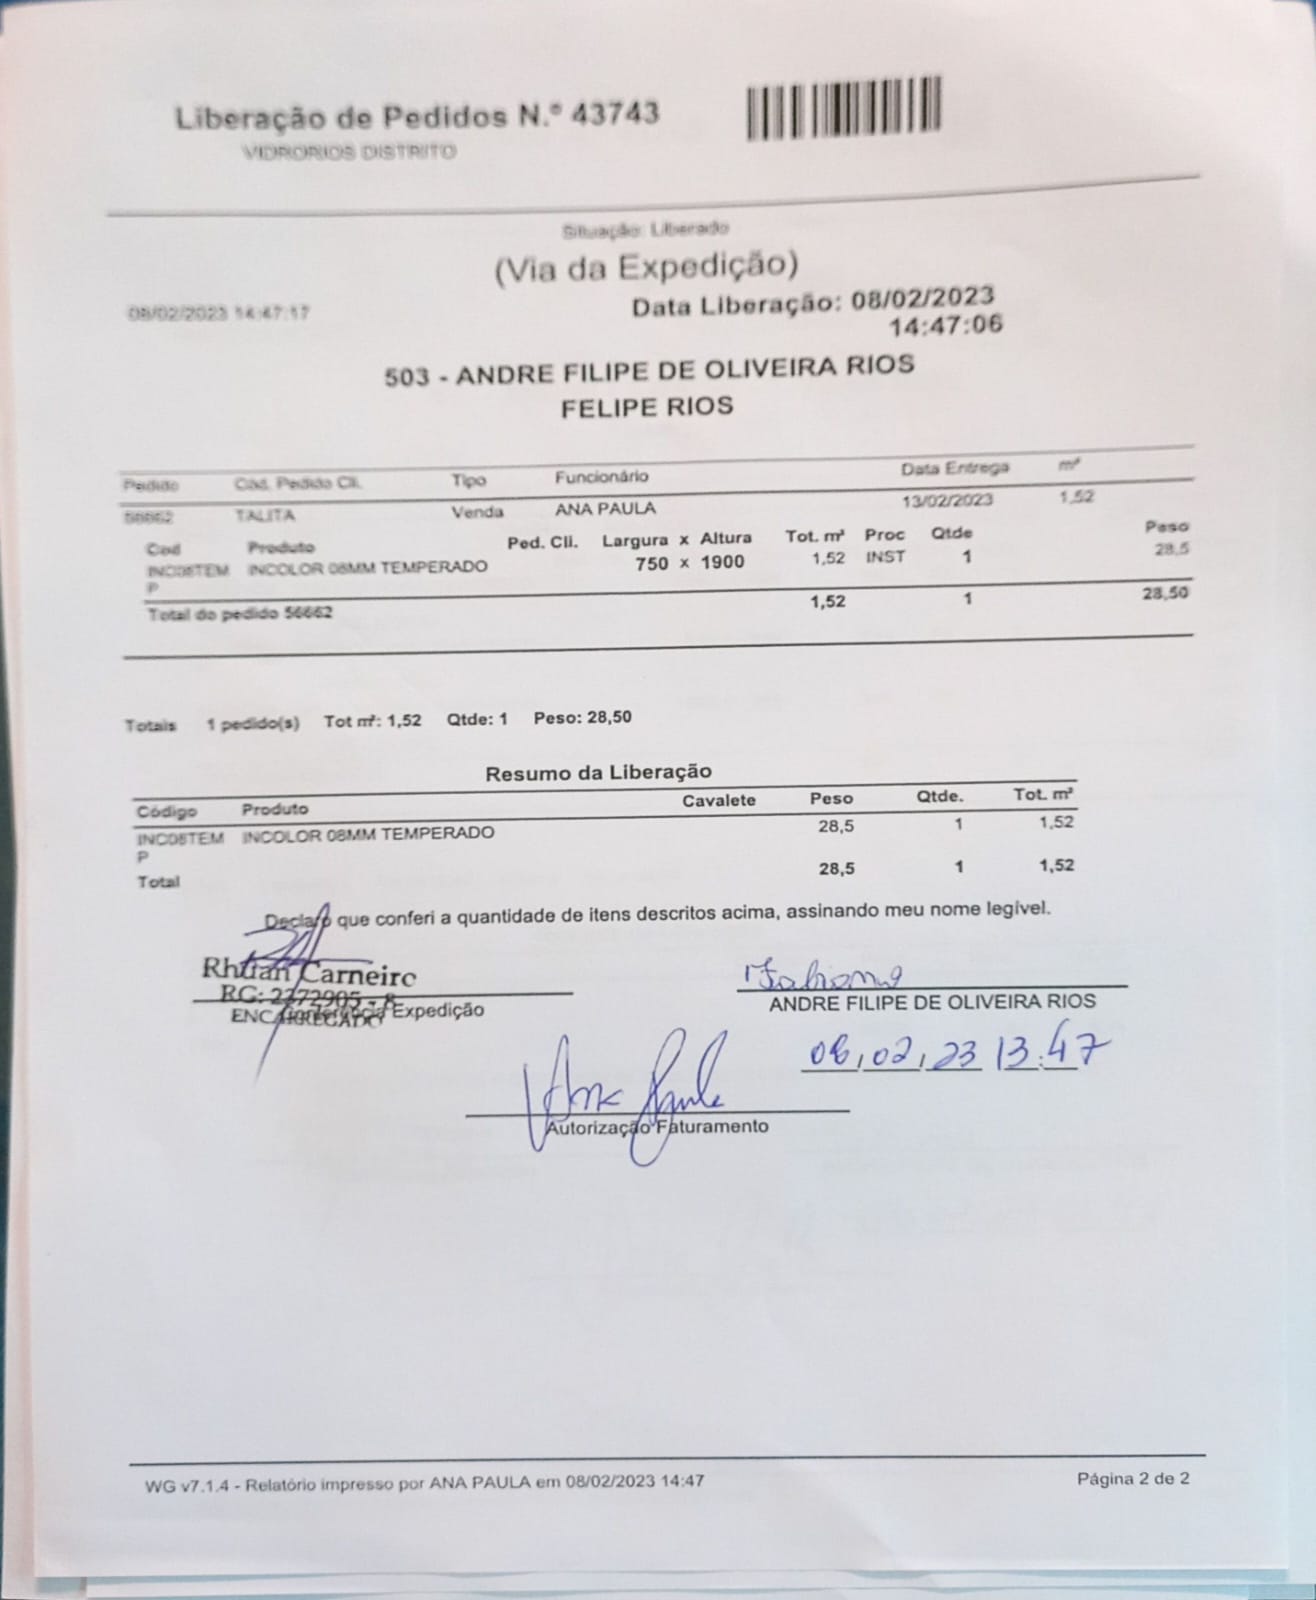 Liberação de Pedidos N.º 43743
VIDRORIOS DISTRITO
Situação: Liberado
(Via da Expedição)
08/02/2023 14:47:17
Data Liberação: 08/02/2023
14:47:06
503 - ANDRE FILIPE DE OLIVEIRA RIOS
FELIPE RIOS
Pedido Cód. Pedido Cli. Tipo Funcionário Data Entrega m²
56662 TALITA Venda ANA PAULA 13/02/2023 1,52
Cod Produto Ped. Cli. Largura x Altura Tot. m² Proc Qtde Peso
INC08TEM INCOLOR 08MM TEMPERADO 750 x 1900 1,52 INST 1 28,5
P
Total do pedido 56662 1,52 1 28,50
Totais 1 pedido(s) Tot m²: 1,52 Qtde: 1 Peso: 28,50
Resumo da Liberação
Código Produto Cavalete Peso Qtde. Tot. m²
INC08TEM INCOLOR 08MM TEMPERADO 28,5 1 1,52
P
Total 28,5 1 1,52
Declaro que conferi a quantidade de itens descritos acima, assinando meu nome legível.
Rhuan Carneiro
RG: 2272905 - 8
ENCARREGADO
Conferência Expedição
Fabiano
ANDRE FILIPE DE OLIVEIRA RIOS
08,02,23 13:47
Ana Paula
Autorização Faturamento
WG v7.1.4 - Relatório impresso por ANA PAULA em 08/02/2023 14:47
Página 2 de 2